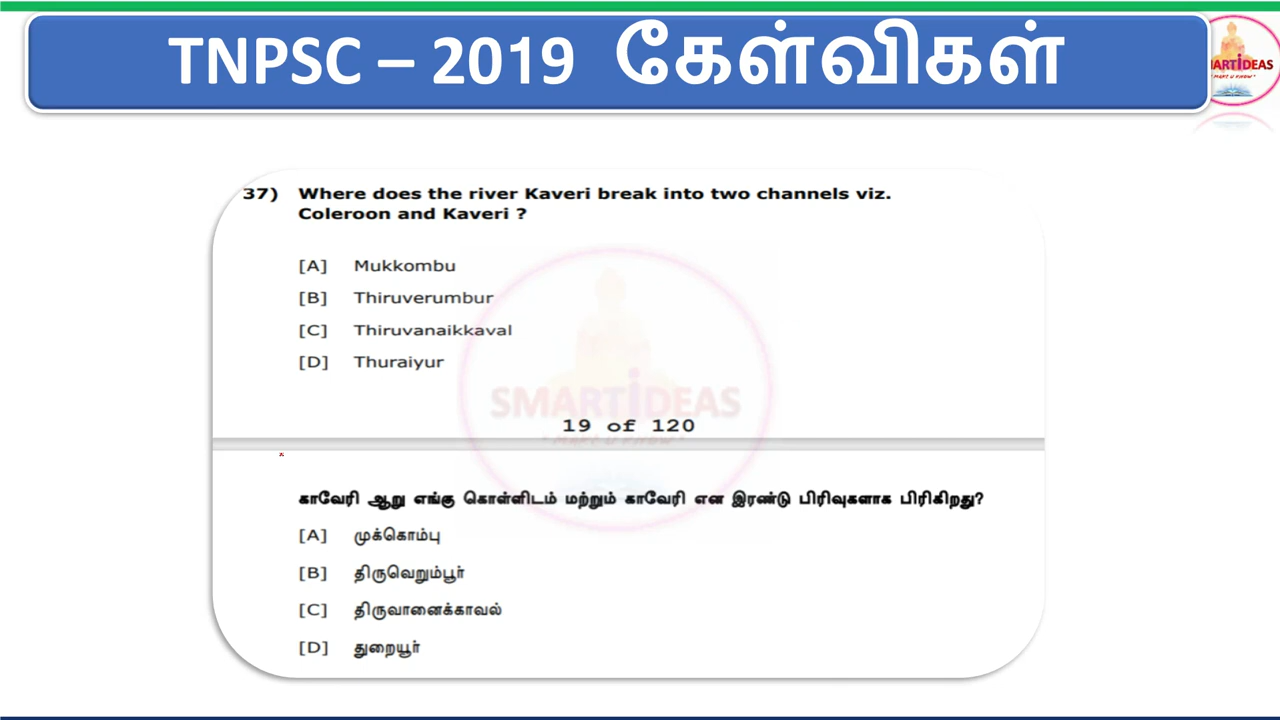 TNPSC – 2019 கேள்விகள்
SMARTIDEAS
37) Where does the river Kaveri break into two channels viz.
Coleroon and Kaveri ?
[A] Mukkombu
[B] Thiruverumbur
[C] Thiruvanaikkaval
[D] Thuraiyur
SMARTIDEAS
19 of 120
காவேரி ஆறு எங்கு கொள்ளிடம் மற்றும் காவேரி என இரண்டு பிரிவுகளாக பிரிகிறது?
[A] முக்கொம்பு
[B] திருவெறும்பூர்
[C] திருவானைக்காவல்
[D] துறையூர்